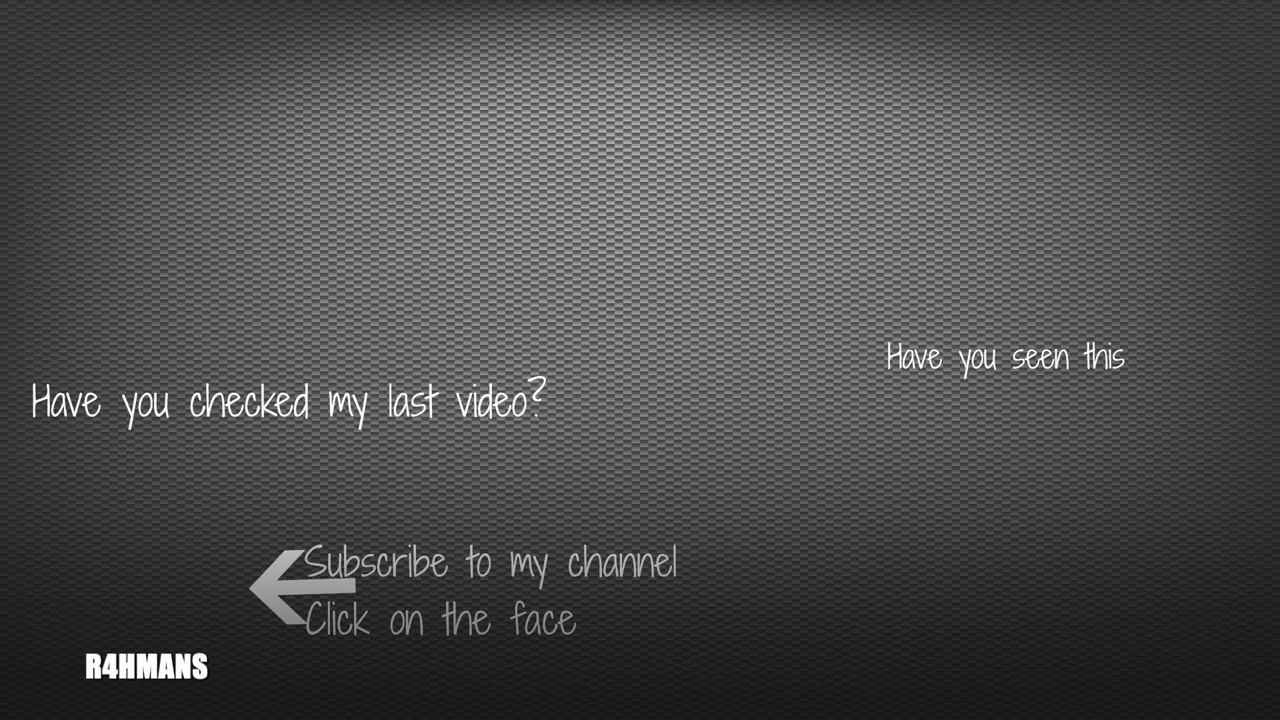 Have you seen this
Have you checked my last video?
Subscribe to my channel
Click on the face
R4HMANS